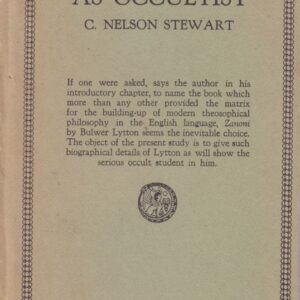 AS OCCULTIST
C. NELSON STEWART
If one were asked, says the author in his
introductory chapter, to name the book which
more than any other provided the matrix
for the building-up of modern theosophical
philosophy in the English language, Zanoni
by Bulwer Lytton seems the inevitable choice.
The object of the present study is to give such
biographical details of Lytton as will show the
serious occult student in him.